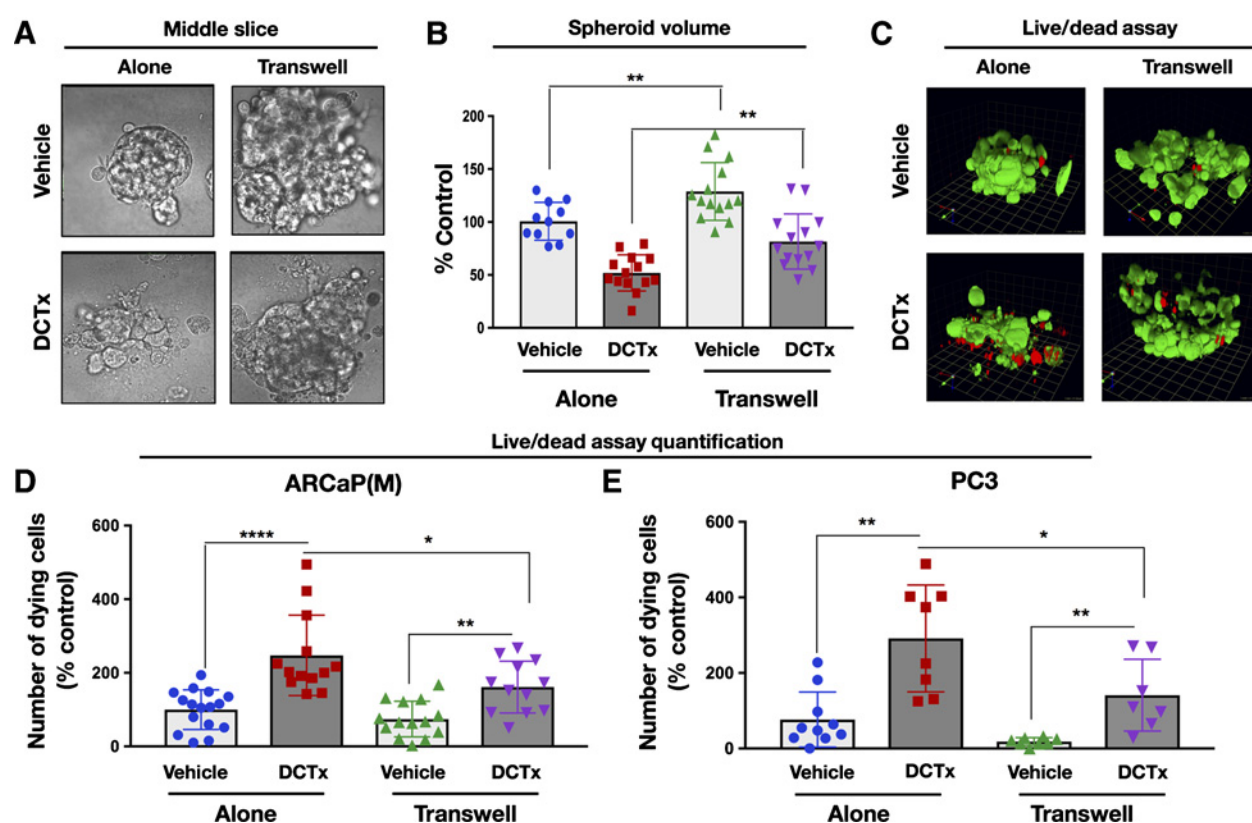 A
Middle slice
Alone Transwell
Vehicle
DCTx
B
Spheroid volume
**
**
% Control
200
150
100
50
0
Vehicle DCTx Vehicle DCTx
Alone Transwell
C
Live/dead assay
Alone Transwell
Vehicle
DCTx
Live/dead assay quantification
D
ARCaP(M)
Number of dying cells
(% control)
600
400
200
0
****
*
**
Vehicle DCTx Vehicle DCTx
Alone Transwell
E
PC3
Number of dying cells
(% control)
600
400
200
0
**
*
**
Vehicle DCTx Vehicle DCTx
Alone Transwell